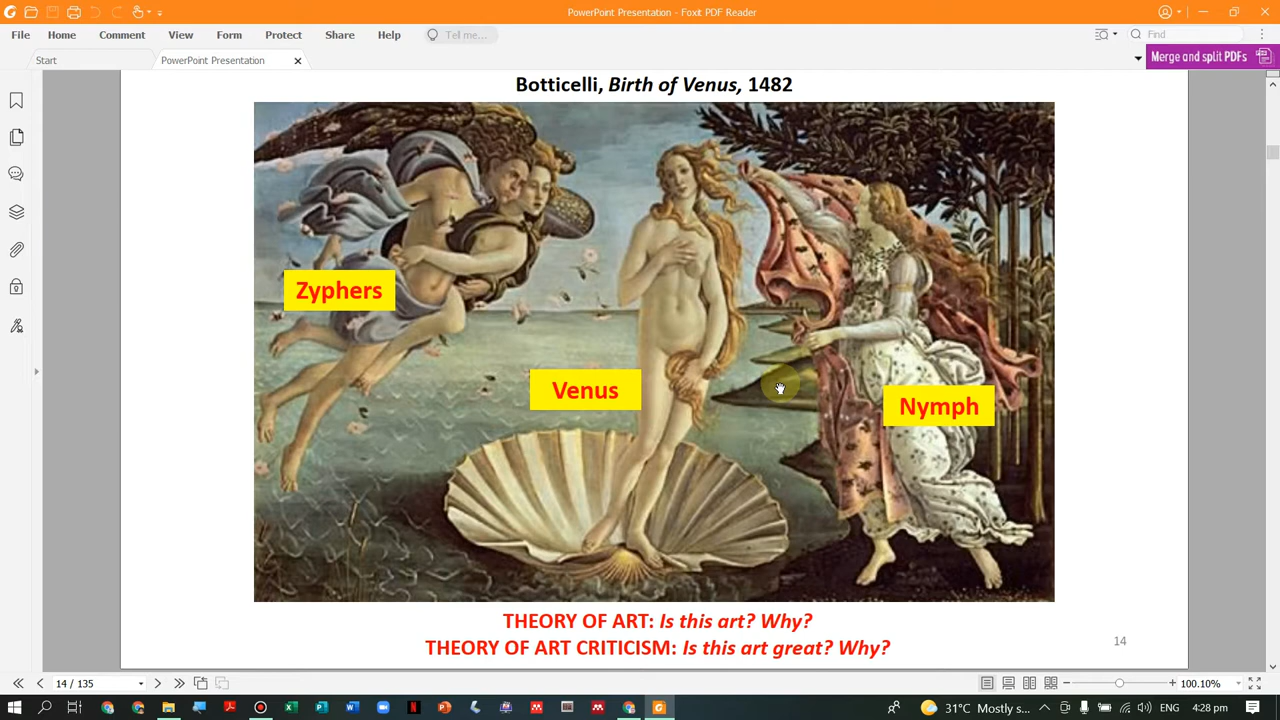 PowerPoint Presentation - Foxit PDF Reader
File Home Comment View Form Protect Share Help Tell me... Find
Start PowerPoint Presentation Merge and split PDFs
Botticelli, Birth of Venus, 1482
Zyphers
Venus
Nymph
THEORY OF ART: Is this art? Why?
THEORY OF ART CRITICISM: Is this art great? Why?
14
14 / 135 100.10%
31°C Mostly s... ENG 4:28 pm